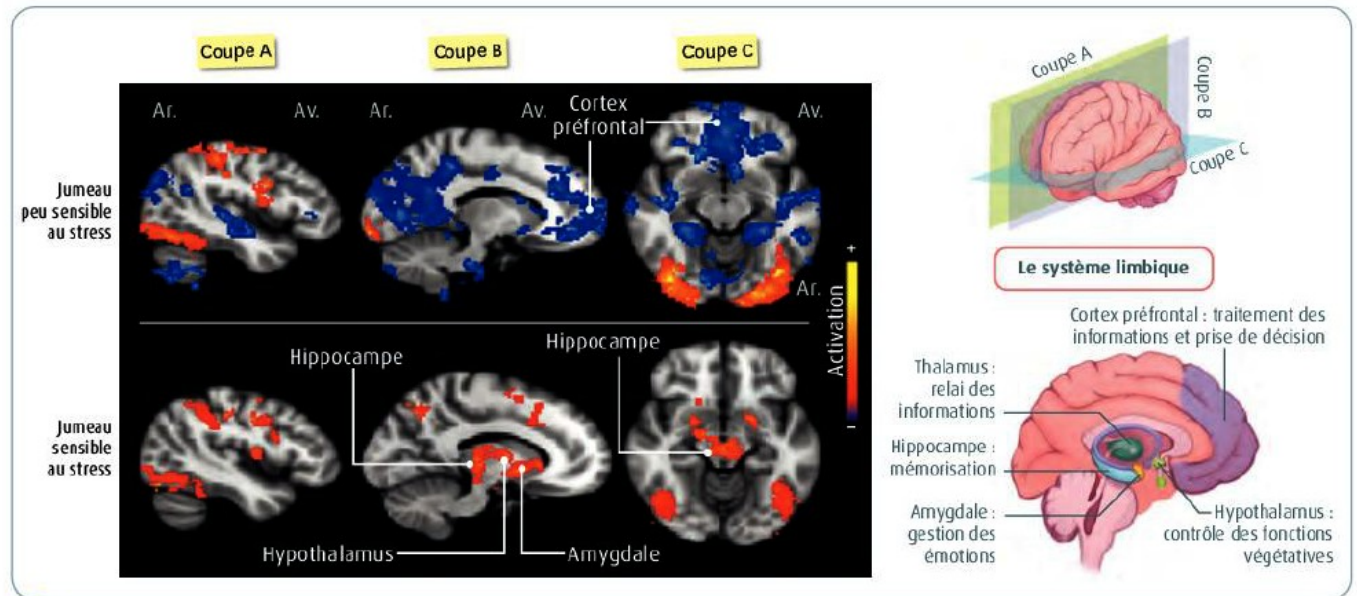 Coupe A
Coupe B
Coupe C
Ar.
Av.
Ar.
Av.
Cortex
préfrontal
Av.
Jumeau
peu sensible
au stress
Ar.
+
Activation
–
Hippocampe
Hippocampe
Jumeau
sensible
au stress
Hypothalamus
Amygdale
Coupe A
Coupe B
Coupe C
Le système limbique
Cortex préfrontal : traitement des
informations et prise de décision
Thalamus :
relai des
informations
Hippocampe :
mémorisation
Amygdale :
gestion des
émotions
Hypothalamus :
contrôle des fonctions
végétatives